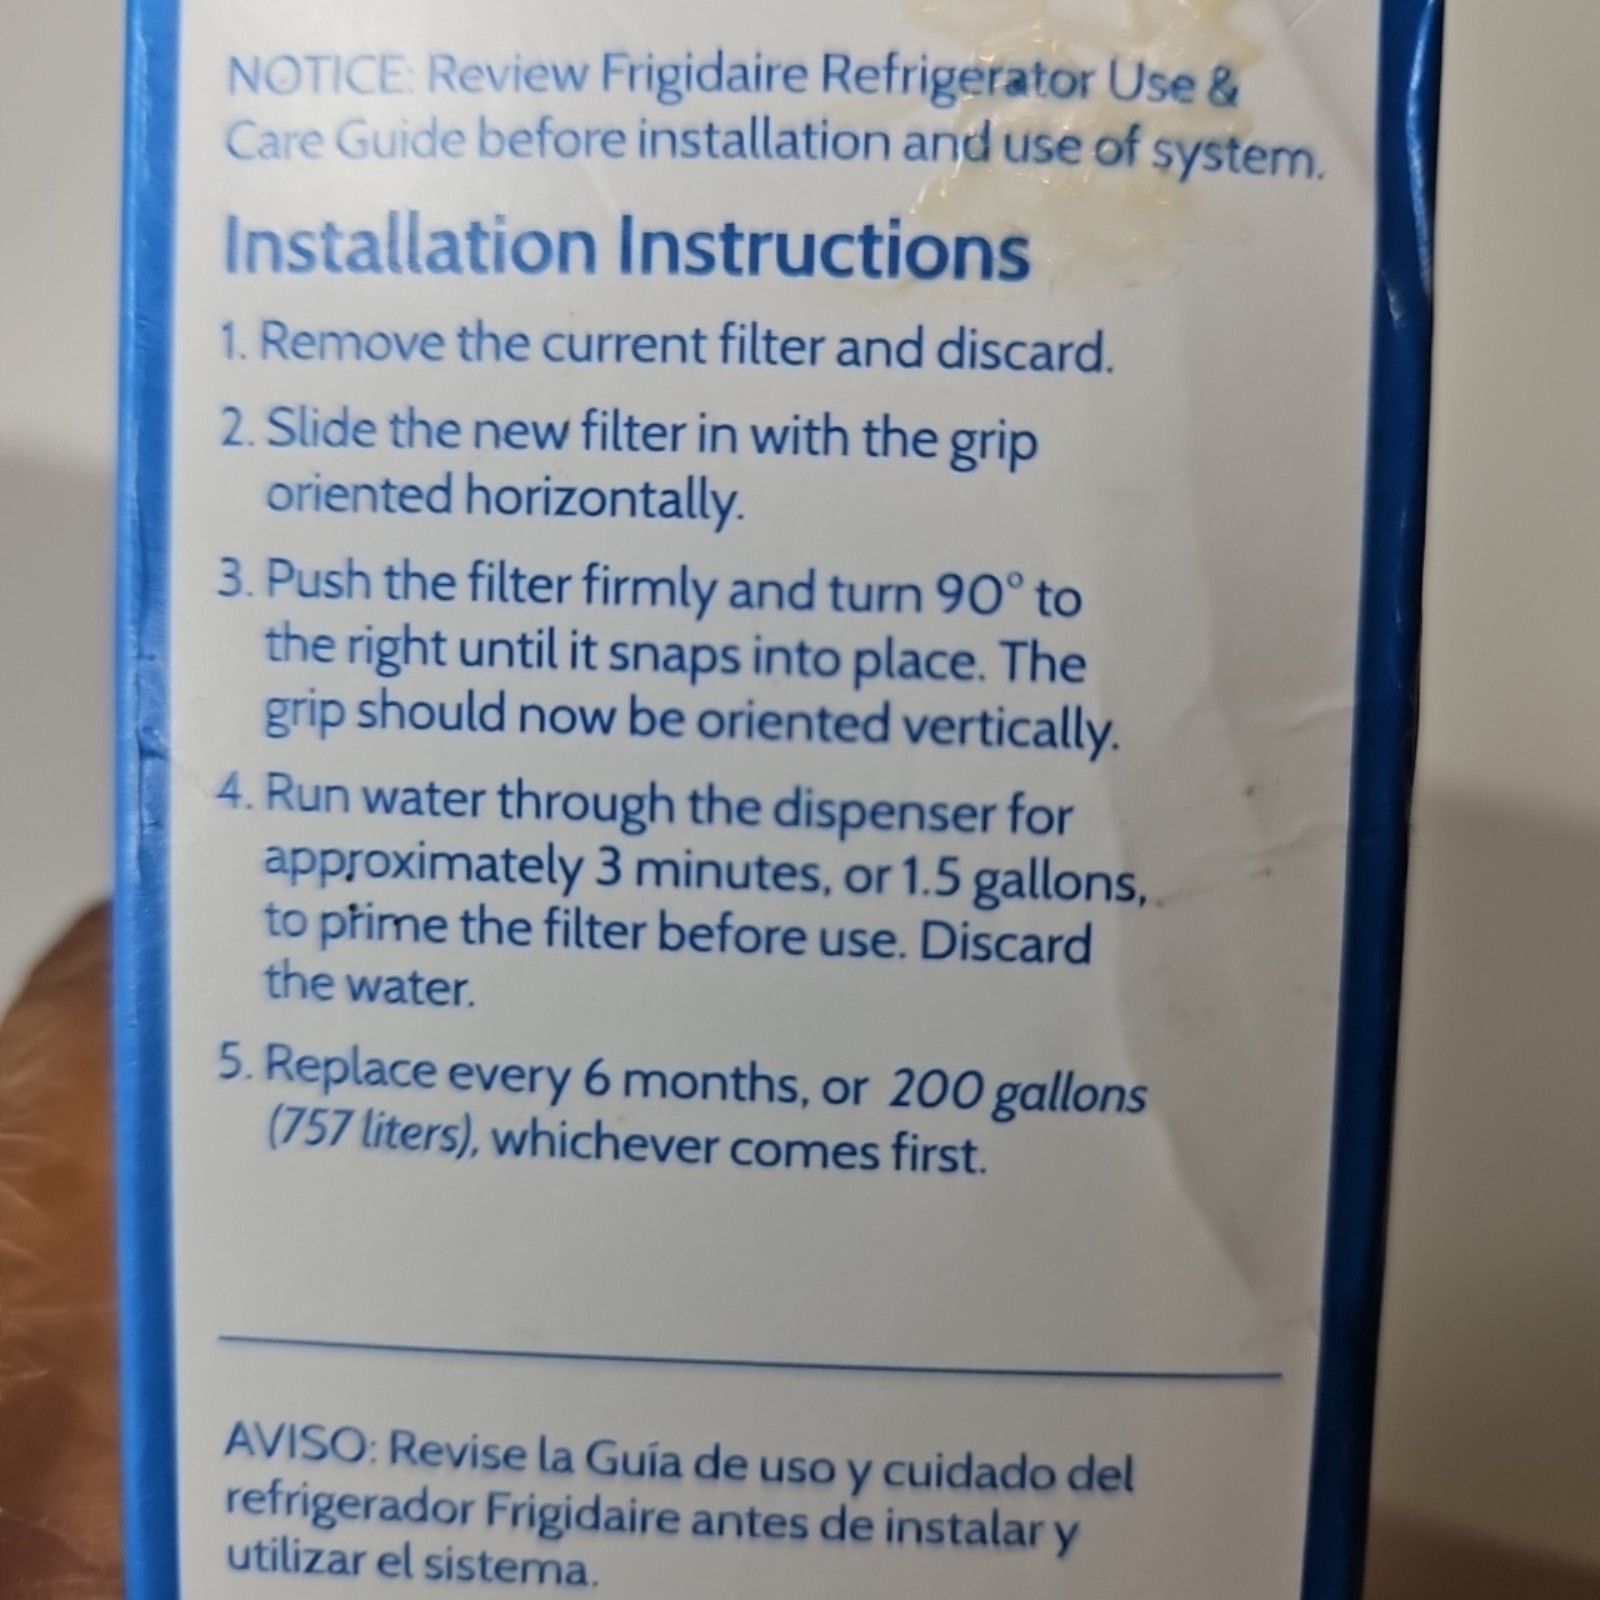 NOTICE: Review Frigidaire Refrigerator Use &
Care Guide before installation and use of system.
Installation Instructions
1. Remove the current filter and discard.
2. Slide the new filter in with the grip
oriented horizontally.
3. Push the filter firmly and turn 90° to
the right until it snaps into place. The
grip should now be oriented vertically.
4. Run water through the dispenser for
approximately 3 minutes, or 1.5 gallons,
to prime the filter before use. Discard
the water.
5. Replace every 6 months, or 200 gallons
(757 liters), whichever comes first.
AVISO: Revise la Guía de uso y cuidado del
refrigerador Frigidaire antes de instalar y
utilizar el sistema.